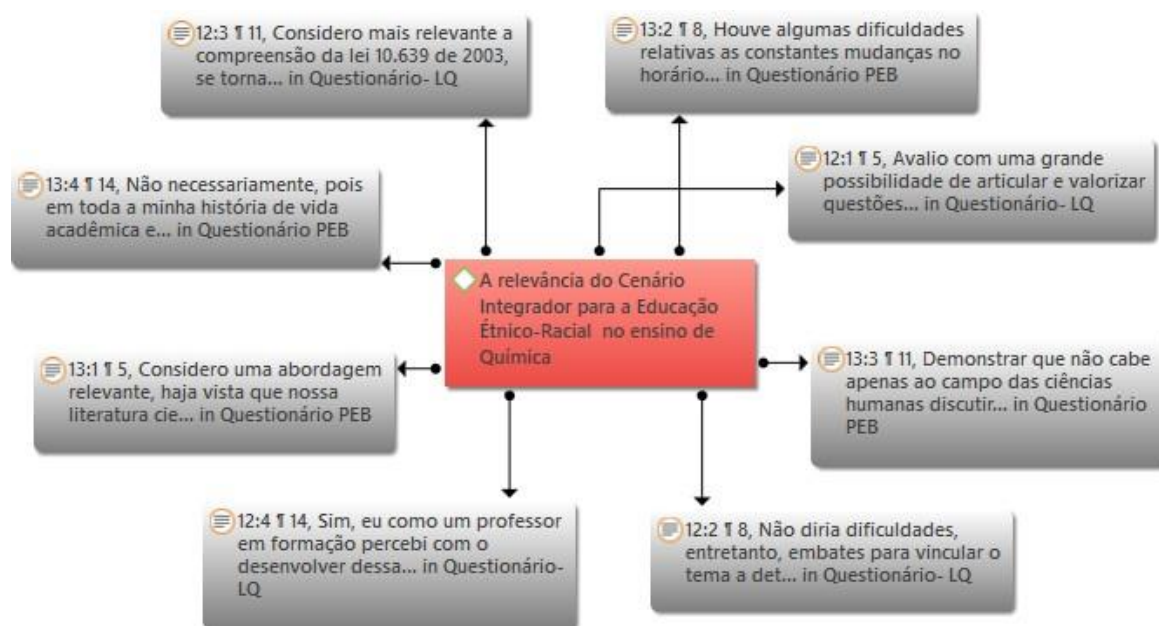 12:3 ¶ 11, Considero mais relevante a
compreensão da lei 10.639 de 2003,
se torna... in Questionário- LQ
13:2 ¶ 8, Houve algumas dificuldades
relativas as constantes mudanças no
horário... in Questionário PEB
12:1 ¶ 5, Avalio com uma grande
possibilidade de articular e valorizar
questões... in Questionário- LQ
13:4 ¶ 14, Não necessariamente, pois
em toda a minha história de vida
acadêmica e... in Questionário PEB
A relevância do Cenário
Integrador para a Educação
Étnico-Racial no ensino de
Química
13:1 ¶ 5, Considero uma abordagem
relevante, haja vista que nossa
literatura cie... in Questionário PEB
13:3 ¶ 11, Demonstrar que não cabe
apenas ao campo das ciências
humanas discutir... in Questionário
PEB
12:4 ¶ 14, Sim, eu como um professor
em formação percebi com o
desenvolver dessa... in Questionário-
LQ
12:2 ¶ 8, Não diria dificuldades,
entretanto, embates para vincular o
tema a det... in Questionário- LQ